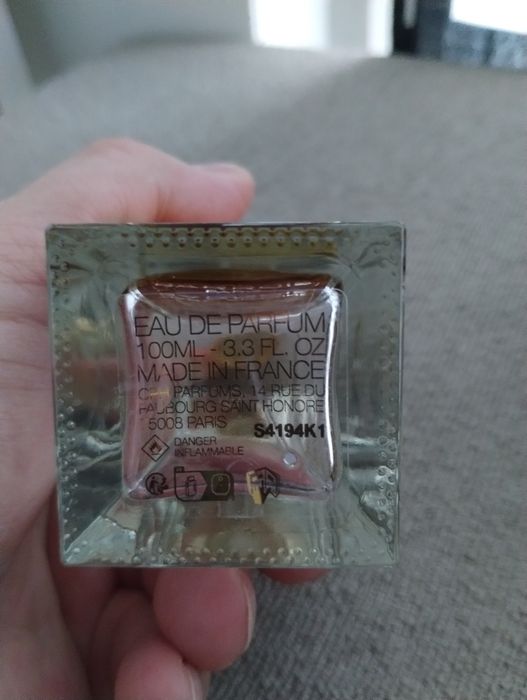 EAU DE PARFUM
100ML - 3.3 FL. OZ
MADE IN FRANCE
PARFUMS, 14 RUE DU
FAUBOURG SAINT HONORE
5008 PARIS
S4194K1
DANGER
INFLAMMABLE